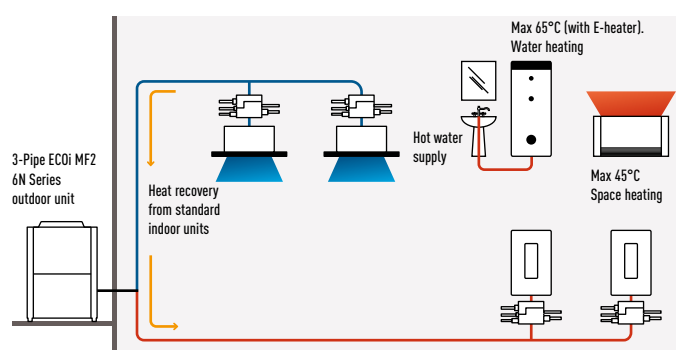 Max 65°C (with E-heater).
Water heating
Hot water
supply
3-Pipe ECOi MF2
6N Series
outdoor unit
Heat recovery
from standard
indoor units
Max 45°C
Space heating